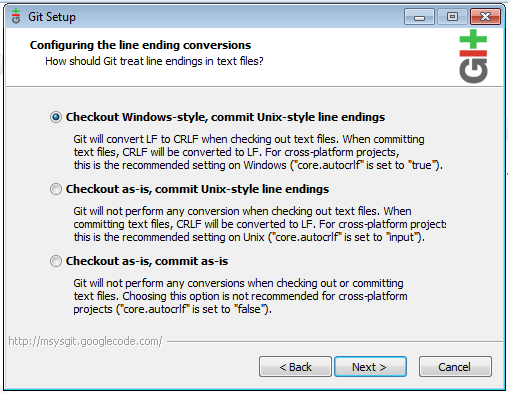 Git Setup
Configuring the line ending conversions
How should Git treat line endings in text files?
GIT
Checkout Windows-style, commit Unix-style line endings
Git will convert LF to CRLF when checking out text files. When committing
text files, CRLF will be converted to LF. For cross-platform projects,
this is the recommended setting on Windows ("core.autocrlf" is set to "true").
Checkout as-is, commit Unix-style line endings
Git will not perform any conversion when checking out text files. When
committing text files, CRLF will be converted to LF. For cross-platform project
this is the recommended setting on Unix ("core.autocrlf" is set to "input").
Checkout as-is, commit as-is
Git will not perform any conversions when checking out or committing
text files. Choosing this option is not recommended for cross-platform
projects ("core.autocrlf" is set to "false").
http://msysgit.googlecode.com/
< Back
Next >
Cancel